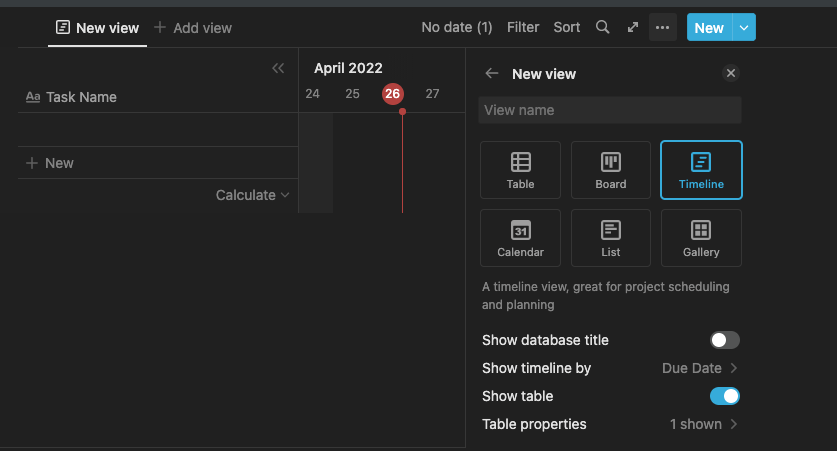 New view
Add view
No date (1)
Filter
Sort
New
April 2022
24 25 26 27
Aa Task Name
New
Calculate
New view
View name
Table
Board
Timeline
31
Calendar
List
Gallery
A timeline view, great for project scheduling
and planning
Show database title
Show timeline by Due Date
Show table
Table properties 1 shown